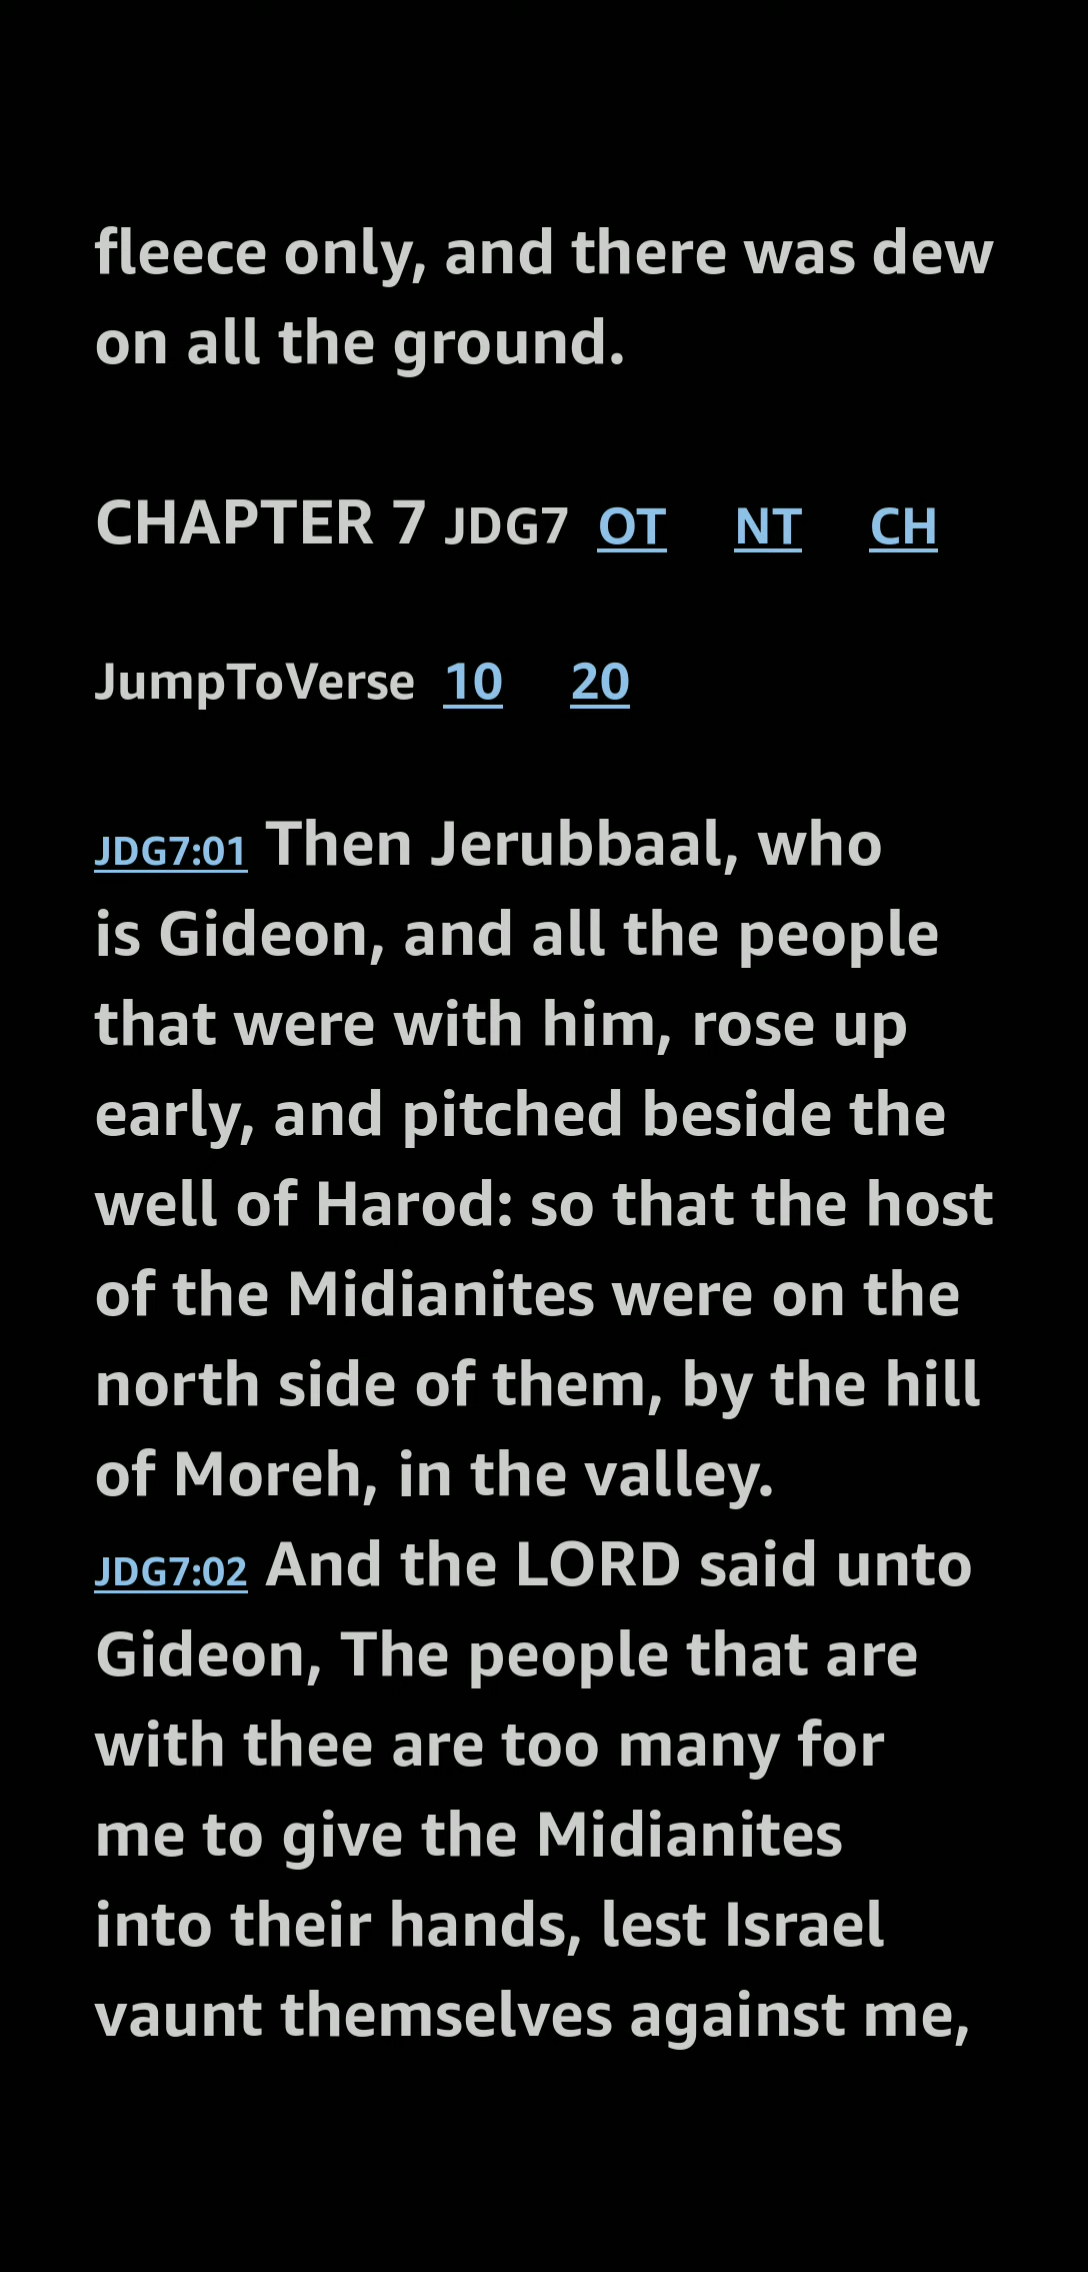 fleece only, and there was dew
on all the ground.
CHAPTER 7 JDG7 OT NT CH
JumpToVerse 10 20
JDG7:01 Then Jerubbaal, who
is Gideon, and all the people
that were with him, rose up
early, and pitched beside the
well of Harod: so that the host
of the Midianites were on the
north side of them, by the hill
of Moreh, in the valley.
JDG7:02 And the LORD said unto
Gideon, The people that are
with thee are too many for
me to give the Midianites
into their hands, lest Israel
vaunt themselves against me,